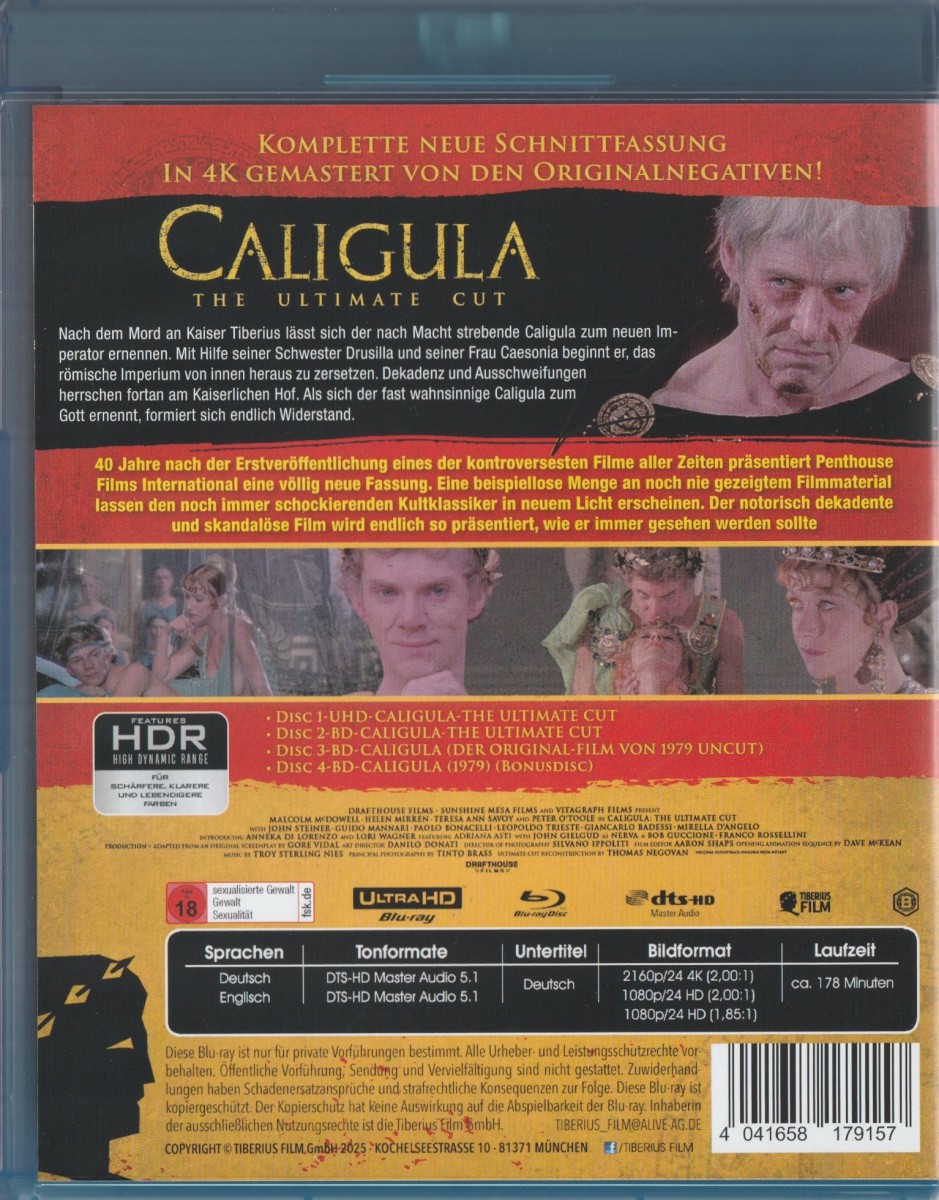 KOMPLETTE NEUE SCHNITTFASSUNG
IN 4K GEMASTERT VON DEN ORIGINALNEGATIVEN!
CALIGULA
THE ULTIMATE CUT
Nach dem Mord an Kaiser Tiberius lässt sich der nach Macht strebende Caligula zum neuen Im-
perator ernennen. Mit Hilfe seiner Schwester Drusilla und seiner Frau Caesonia beginnt er, das
römische Imperium von innen heraus zu zersetzen. Dekadenz und Ausschweifungen
herrschen fortan am Kaiserlichen Hof. Als sich der fast wahnsinnige Caligula zum
Gott ernennt, formiert sich endlich Widerstand.
40 Jahre nach der Erstveröffentlichung eines der kontroversesten Filme aller Zeiten präsentiert Penthouse
Films International eine völlig neue Fassung. Eine beispiellose Menge an noch nie gezeigtem Filmmaterial
lassen den noch immer schockierenden Kultklassiker in neuem Licht erscheinen. Der notorisch dekadente
und skandalöse Film wird endlich so präsentiert, wie er immer gesehen werden sollte
FEATURES
HDR
HIGH DYNAMIC RANGE
FÜR
SCHÄRFERE, KLARERE
UND LEBENDIGERE
FARBEN
• DISC 1-UHD-CALIGULA-THE ULTIMATE CUT
• DISC 2-BD-CALIGULA-THE ULTIMATE CUT
• DISC 3-BD-CALIGULA (DER ORIGINAL-FILM VON 1979 UNCUT)
• DISC 4-BD-CALIGULA (1979) (BONUSDISC)
DRAFTHOUSE FILMS - SUNSHINE MESA FILMS AND VITAGRAPH FILMS PRESENT
MALCOLM MCDOWELL · HELEN MIRREN · TERESA ANN SAVOY AND PETER O'TOOLE IN CALIGULA: THE ULTIMATE CUT
WITH JOHN STEINER · GUIDO MANNARI · PAOLO BONACELLI · LEOPOLDO TRIESTE · GIANCARLO BADESSI · MIRELLA D'ANGELO
INTRODUCING ANNEKA DI LORENZO AND LORI WAGNER FEATURING ADRIANA ASTI WITH JOHN GIELGUD AS NERVA A BOB GUCCIONE · FRANCO ROSSELLINI
PRODUCTION · ADAPTED FROM AN ORIGINAL SCREENPLAY BY GORE VIDAL ART DIRECTOR DANILO DONATI DIRECTOR OF PHOTOGRAPHY SILVANO IPPOLITI FILM EDITOR AARON SHAPS OPENING ANIMATION SEQUENCE BY DAVE MCKEAN
MUSIC BY TROY STERLING NIES PRINCIPAL PHOTOGRAPHY BY TINTO BRASS ULTIMATE CUT RECONSTRUCTION BY THOMAS NEGOVAN ORIGINAL SOUNDTRACK AVAILABLE FROM
DRAFTHOUSE
FILMS
FSK
18
sexualisierte Gewalt
Gewalt
Sexualität
fsk.de
ULTRA HD
Blu-ray
Blu-ray Disc
dts-HD
Master Audio
TIBERIUS
FILM
B
Sprachen Tonformate Untertitel Bildformat Laufzeit
Deutsch DTS-HD Master Audio 5.1 Deutsch 2160p/24 4K (2,00:1) ca. 178 Minuten
Englisch DTS-HD Master Audio 5.1 1080p/24 HD (2,00:1)
1080p/24 HD (1,85:1)
Diese Blu-ray ist nur für private Vorführungen bestimmt. Alle Urheber- und Leistungsschutzrechte vor-
behalten. Öffentliche Vorführung, Sendung und Vervielfältigung sind nicht gestattet. Zuwiderhand-
lungen haben Schadenersatzansprüche und strafrechtliche Konsequenzen zur Folge. Diese Blu-ray ist
kopiergeschützt. Der Kopierschutz hat keine Auswirkung auf die Abspielbarkeit der Blu-ray. Inhaberin
der ausschließlichen Nutzungsrechte ist die Tiberius Film GmbH. TIBERIUS_FILM@ALIVE-AG.DE
COPYRIGHT © TIBERIUS FILM GmbH 2025 · KOCHELSEESTRASSE 10 - 81371 MÜNCHEN f/TIBERIUS FILM
4 041658 179157